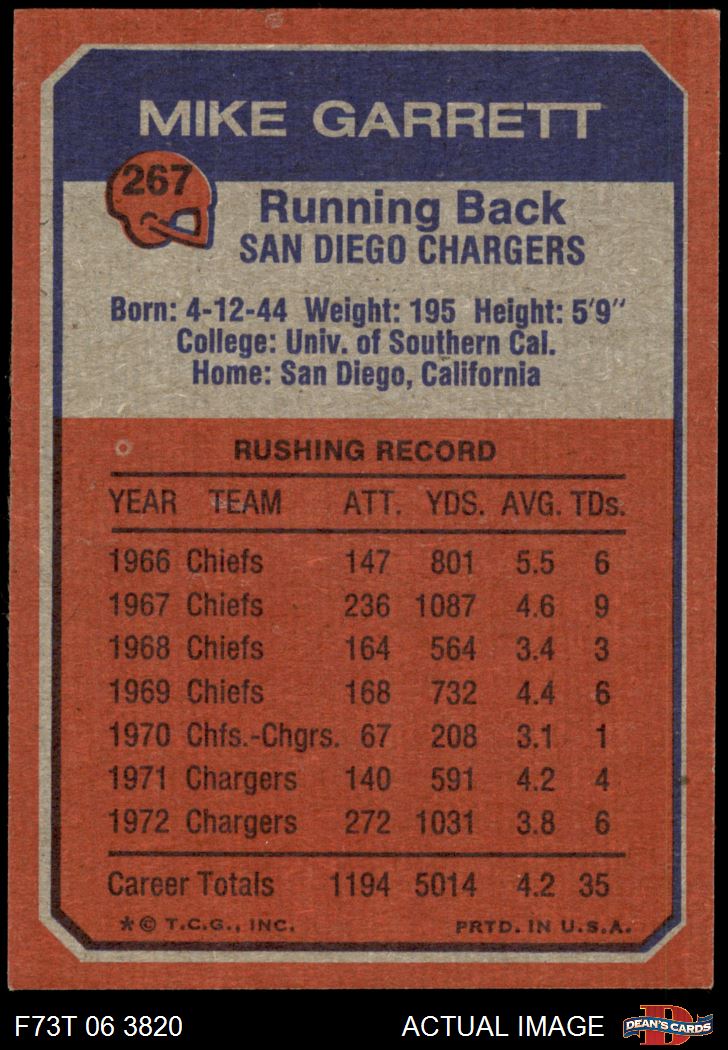 MIKE GARRETT
267
Running Back
SAN DIEGO CHARGERS
Born: 4-12-44 Weight: 195 Height: 5'9"
College: Univ. of Southern Cal.
Home: San Diego, California
RUSHING RECORD
YEAR TEAM ATT. YDS. AVG. TDs.
1966 Chiefs 147 801 5.5 6
1967 Chiefs 236 1087 4.6 9
1968 Chiefs 164 564 3.4 3
1969 Chiefs 168 732 4.4 6
1970 Chfs.-Chgrs. 67 208 3.1 1
1971 Chargers 140 591 4.2 4
1972 Chargers 272 1031 3.8 6
Career Totals 1194 5014 4.2 35
*© T.C.G., INC. PRTD. IN U.S.A.
F73T 06 3820 ACTUAL IMAGE D DEAN'S CARDS